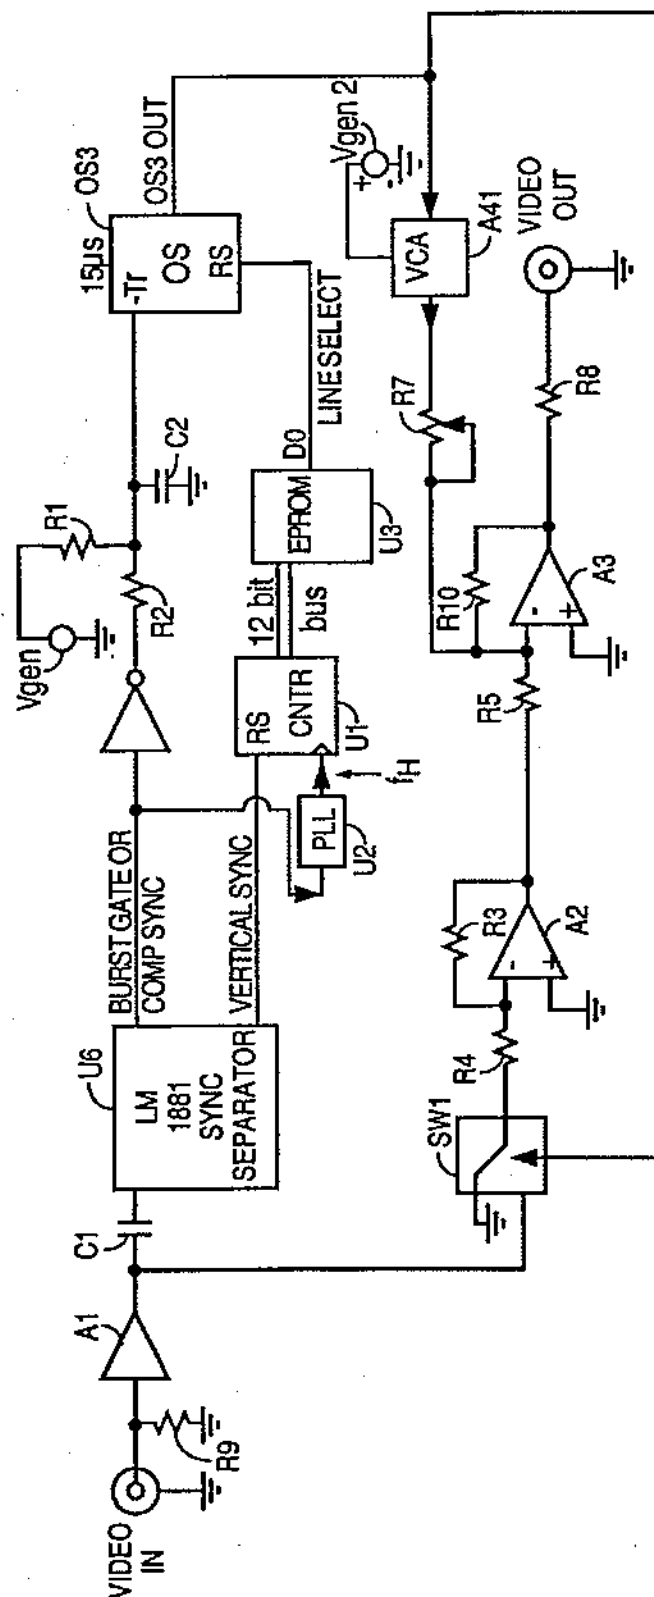 VIDEO
IN
R9
A1
C1
U6
LM
1881
SYNC
SEPARATOR
BURST GATE OR
COMP SYNC
VERTICAL SYNC
Vgen
R1
R2
C2
15µs
OS3
-Tr
OS
RS
OS3 OUT
PLL
U2
fH
RS
CNTR
U1
12 bit
bus
EPROM
U3
D0
LINE SELECT
SW1
R4
R3
-
+
A2
R5
R10
-
+
A3
R7
VCA
A41
+
-
Vgen 2
R8
VIDEO
OUT